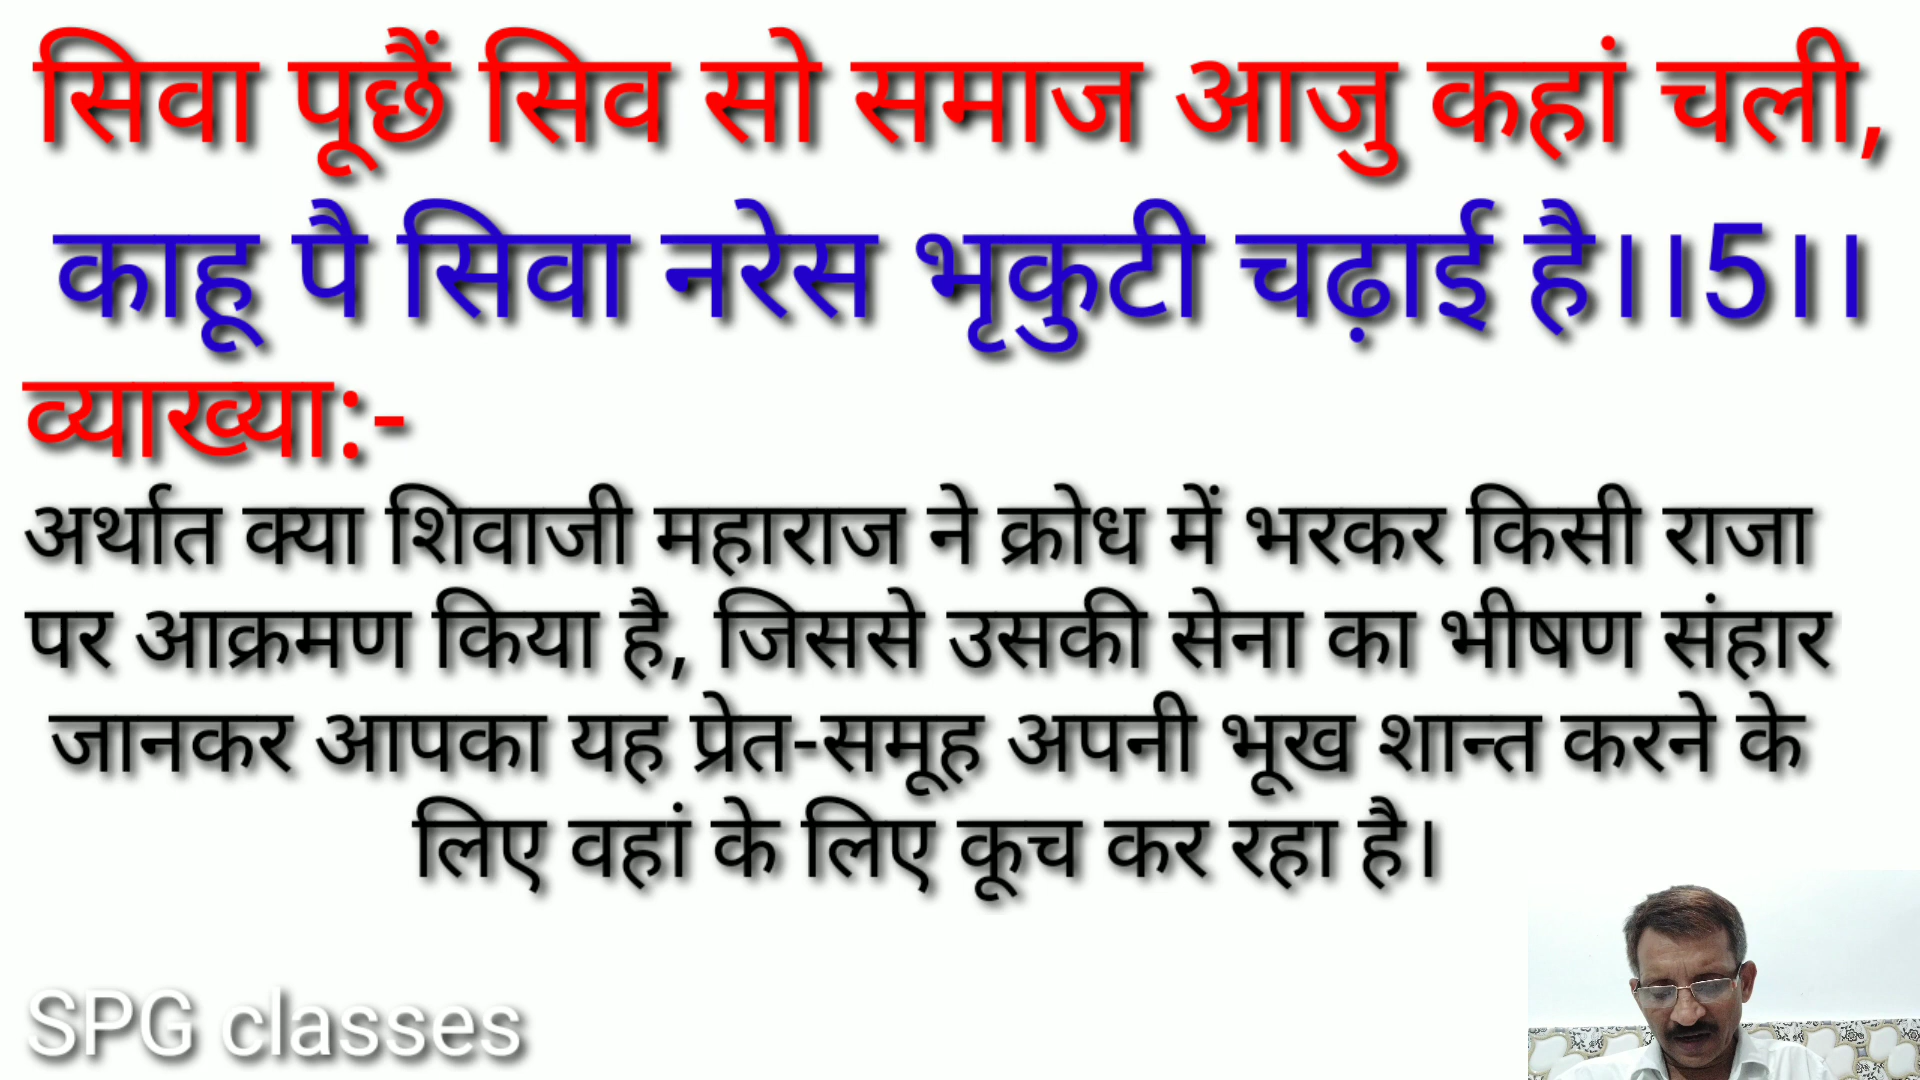 सिवा पूछैं सिव सो समाज आजु कहां चली,
काहू पै सिवा नरेस भृकुटी चढ़ाई है।।5।।
व्याख्या:-
अर्थात क्या शिवाजी महाराज ने क्रोध में भरकर किसी राजा
पर आक्रमण किया है, जिससे उसकी सेना का भीषण संहार
जानकर आपका यह प्रेत-समूह अपनी भूख शान्त करने के
लिए वहां के लिए कूच कर रहा है।
SPG classes